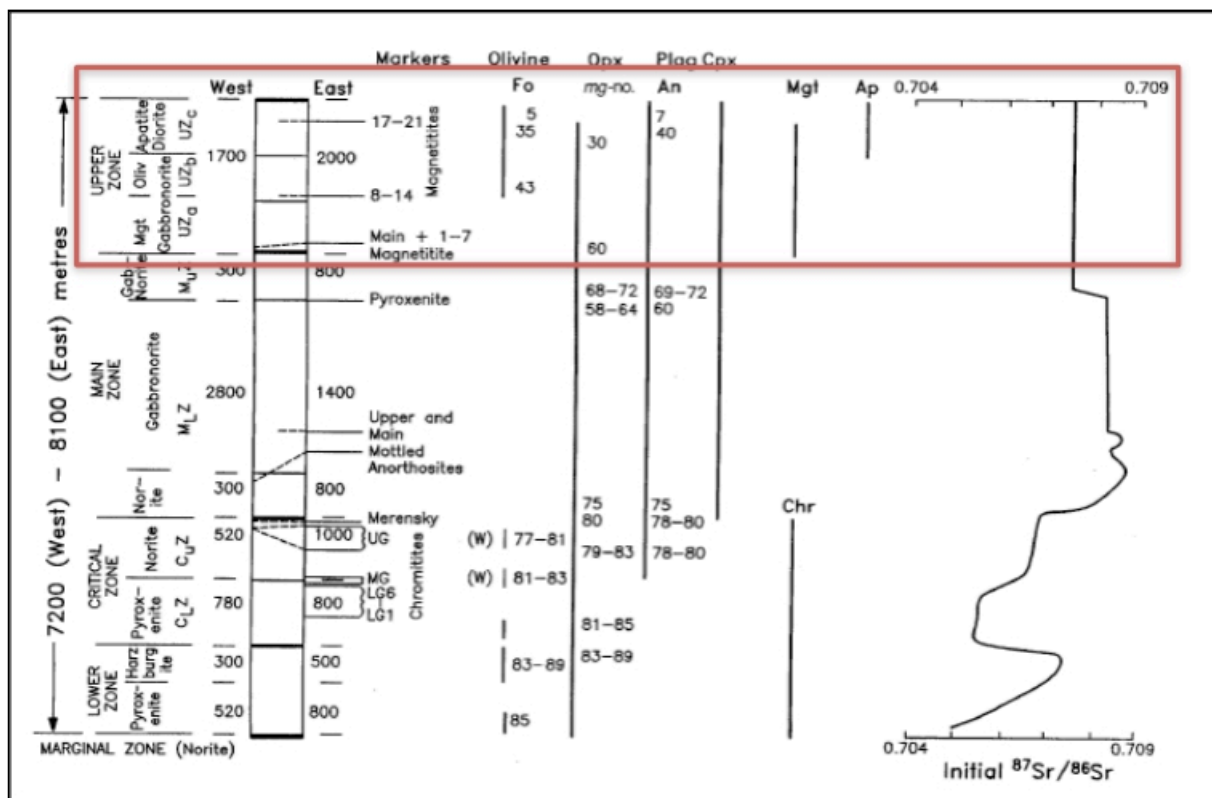 Markers Olivine Opx Plag Cpx
West East Fo mg-no. An Mgt Ap 0.704 0.709
7200 (West) – 8100 (East) metres
UPPER ZONE
Apatite Diorite UZc
Oliv UZb
Mgt UZa
Gabbronorite
1700 2000
17–21
8–14
Main + 1–7
Magnetitite
Magnetitites
5
35
43
30
60
7
40
MAIN ZONE
Gab-Norite MuZ
300 800
Pyroxenite
68–72 69–72
58–64 60
Gabbronorite MLZ
2800 1400
Upper and
Main
Mottled
Anorthosites
Nor-ite
300 800
75 75
Chr
CRITICAL ZONE
Merensky 80 78–80
Norite CuZ
520 1000 UG (W) 77–81
79–83 78–80
MG (W) 81–83
Pyrox-enite CLZ
780 800 LG6
LG1
Chromitites
81–85
LOWER ZONE
Harz burg ite
300 500 83–89 83–89
Pyrox-enite
520 800 85
MARGINAL ZONE (Norite)
0.704 0.709
Initial ⁸⁷Sr/⁸⁶Sr